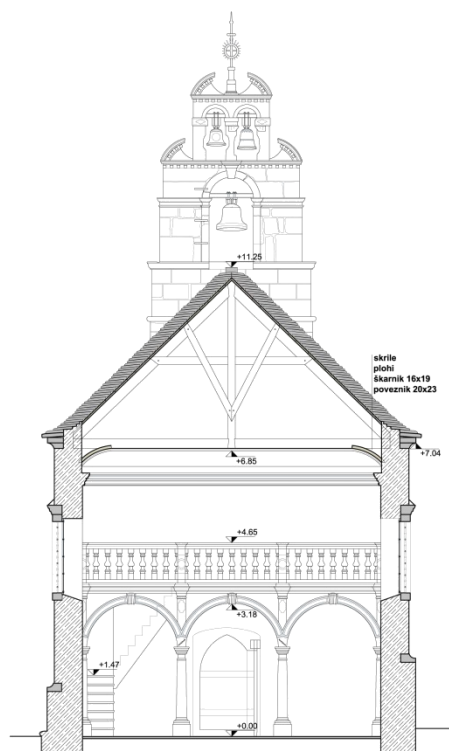 +11.25
skrile
plohi
škarnik 16x19
poveznik 20x23
+7.04
+6.85
+4.65
+3.18
+1.47
+0.00